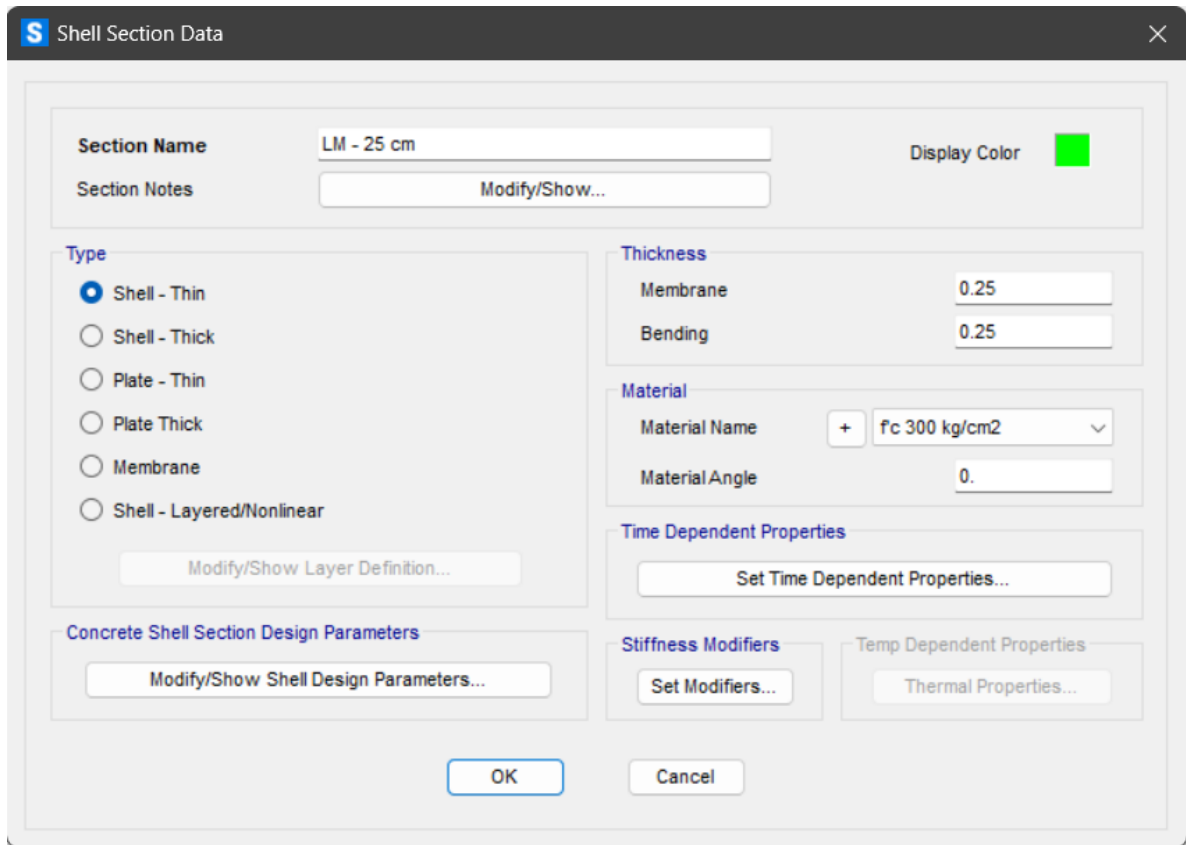 S Shell Section Data
Section Name LM - 25 cm Display Color
Section Notes Modify/Show...
Type
Shell - Thin
Shell - Thick
Plate - Thin
Plate Thick
Membrane
Shell - Layered/Nonlinear
Modify/Show Layer Definition...
Concrete Shell Section Design Parameters
Modify/Show Shell Design Parameters...
Thickness
Membrane 0.25
Bending 0.25
Material
Material Name + f'c 300 kg/cm2
Material Angle 0.
Time Dependent Properties
Set Time Dependent Properties...
Stiffness Modifiers
Set Modifiers...
Temp Dependent Properties
Thermal Properties...
OK Cancel